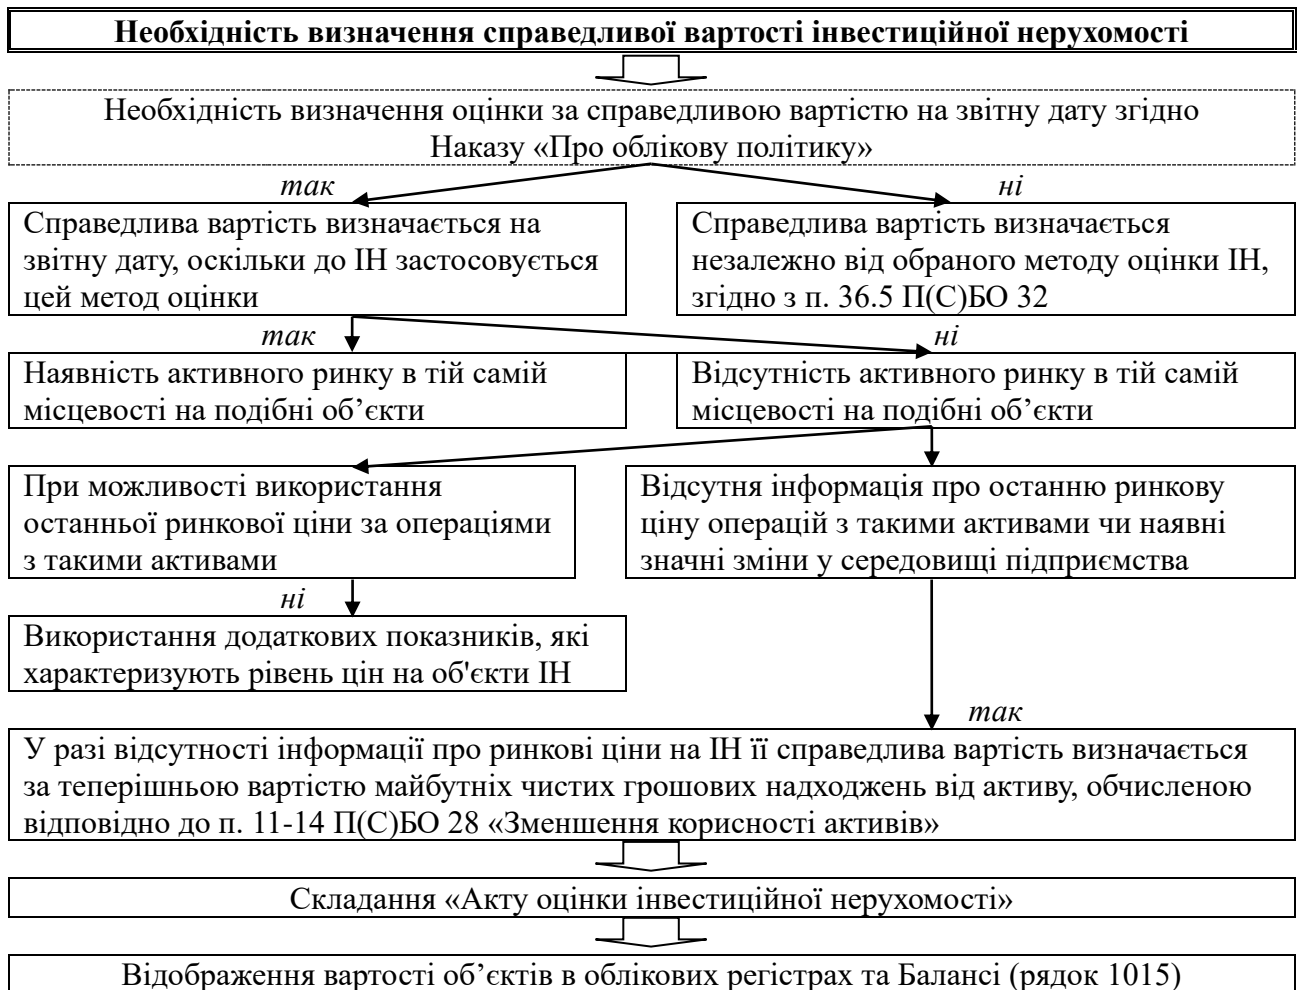 Необхідність визначення справедливої вартості інвестиційної нерухомості
Необхідність визначення оцінки за справедливою вартістю на звітну дату згідно
Наказу «Про облікову політику»
так
ні
Справедлива вартість визначається на
звітну дату, оскільки до ІН застосовується
цей метод оцінки
Справедлива вартість визначається
незалежно від обраного методу оцінки ІН,
згідно з п. 36.5 П(С)БО 32
так
ні
Наявність активного ринку в тій самій
місцевості на подібні об’єкти
Відсутність активного ринку в тій самій
місцевості на подібні об’єкти
При можливості використання
останньої ринкової ціни за операціями
з такими активами
Відсутня інформація про останню ринкову
ціну операцій з такими активами чи наявні
значні зміни у середовищі підприємства
ні
Використання додаткових показників, які
характеризують рівень цін на об'єкти ІН
так
У разі відсутності інформації про ринкові ціни на ІН її справедлива вартість визначається
за теперішньою вартістю майбутніх чистих грошових надходжень від активу, обчисленою
відповідно до п. 11-14 П(С)БО 28 «Зменшення корисності активів»
Складання «Акту оцінки інвестиційної нерухомості»
Відображення вартості об’єктів в облікових регістрах та Балансі (рядок 1015)